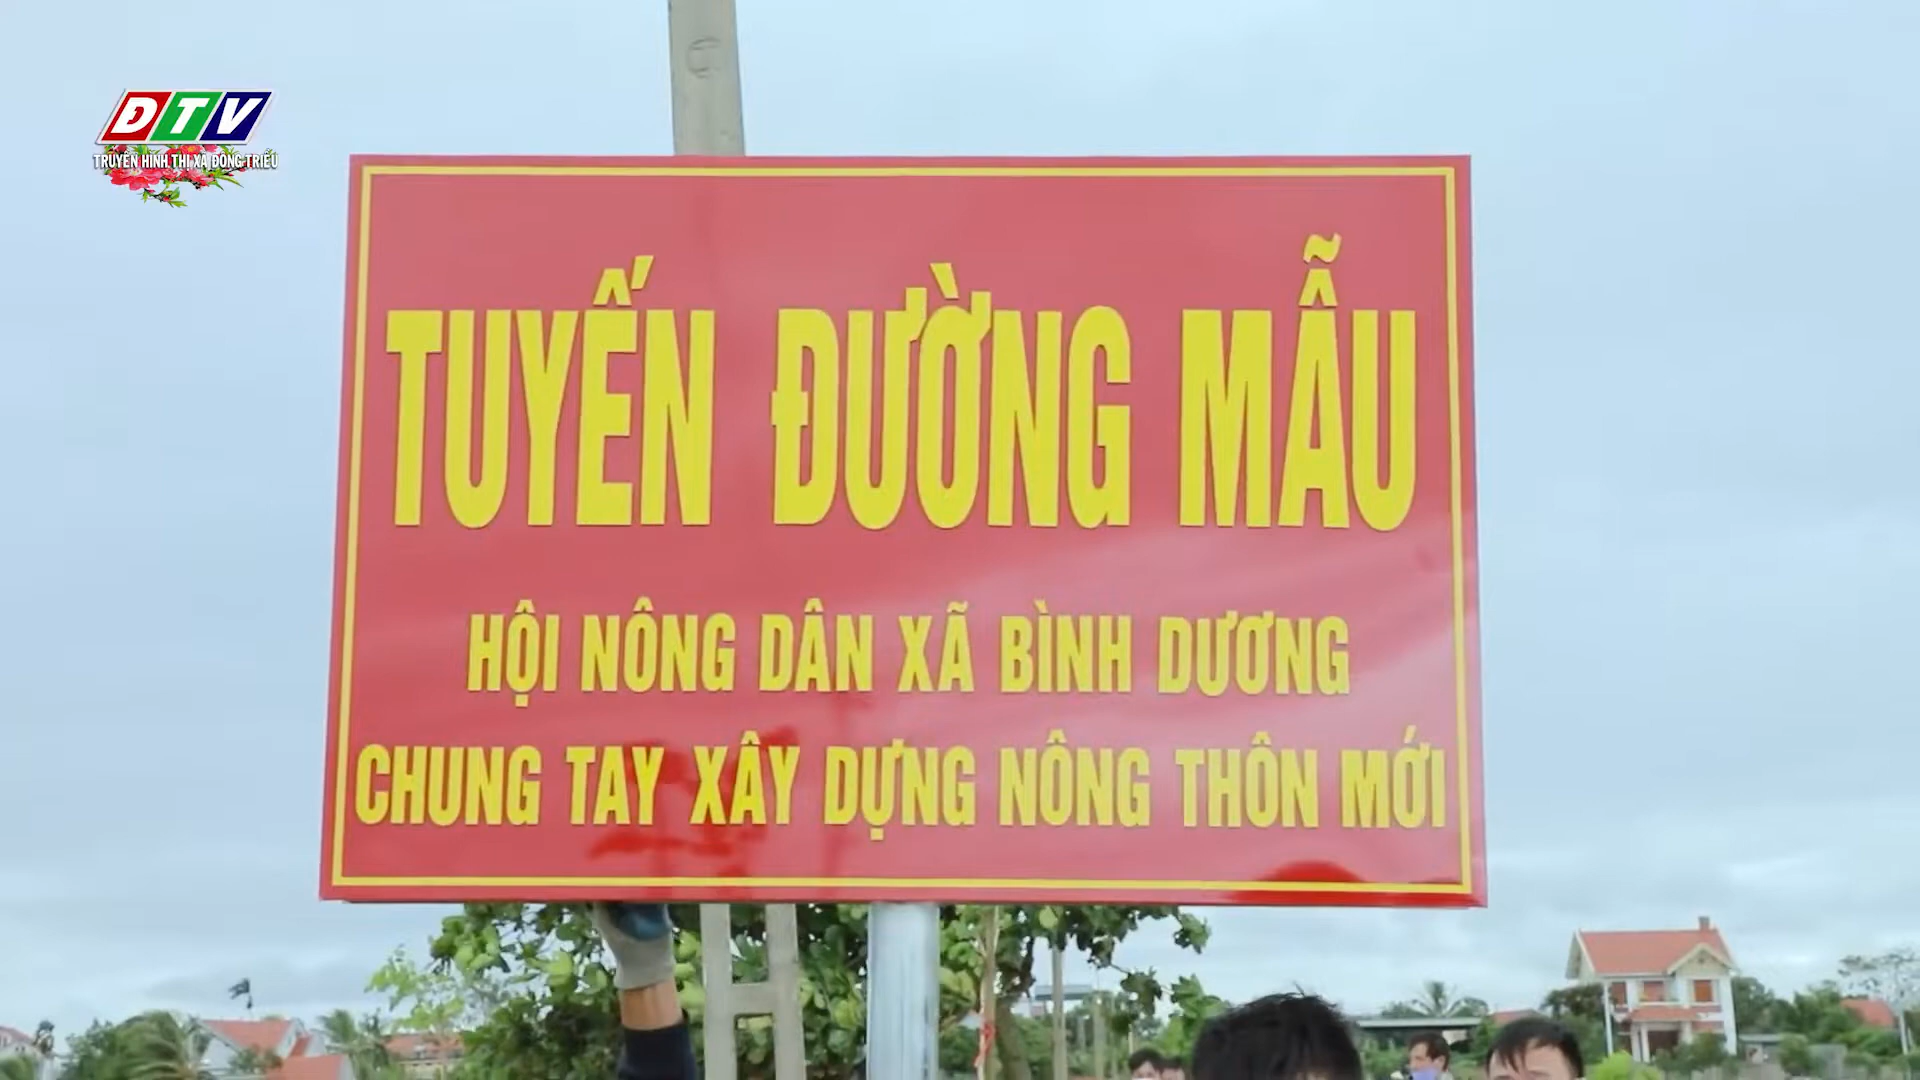 ĐTV
TRUYỀN HÌNH THỊ XÃ ĐÔNG TRIỀU
TUYẾN ĐƯỜNG MẪU
HỘI NÔNG DÂN XÃ BÌNH DƯƠNG
CHUNG TAY XÂY DỰNG NÔNG THÔN MỚI